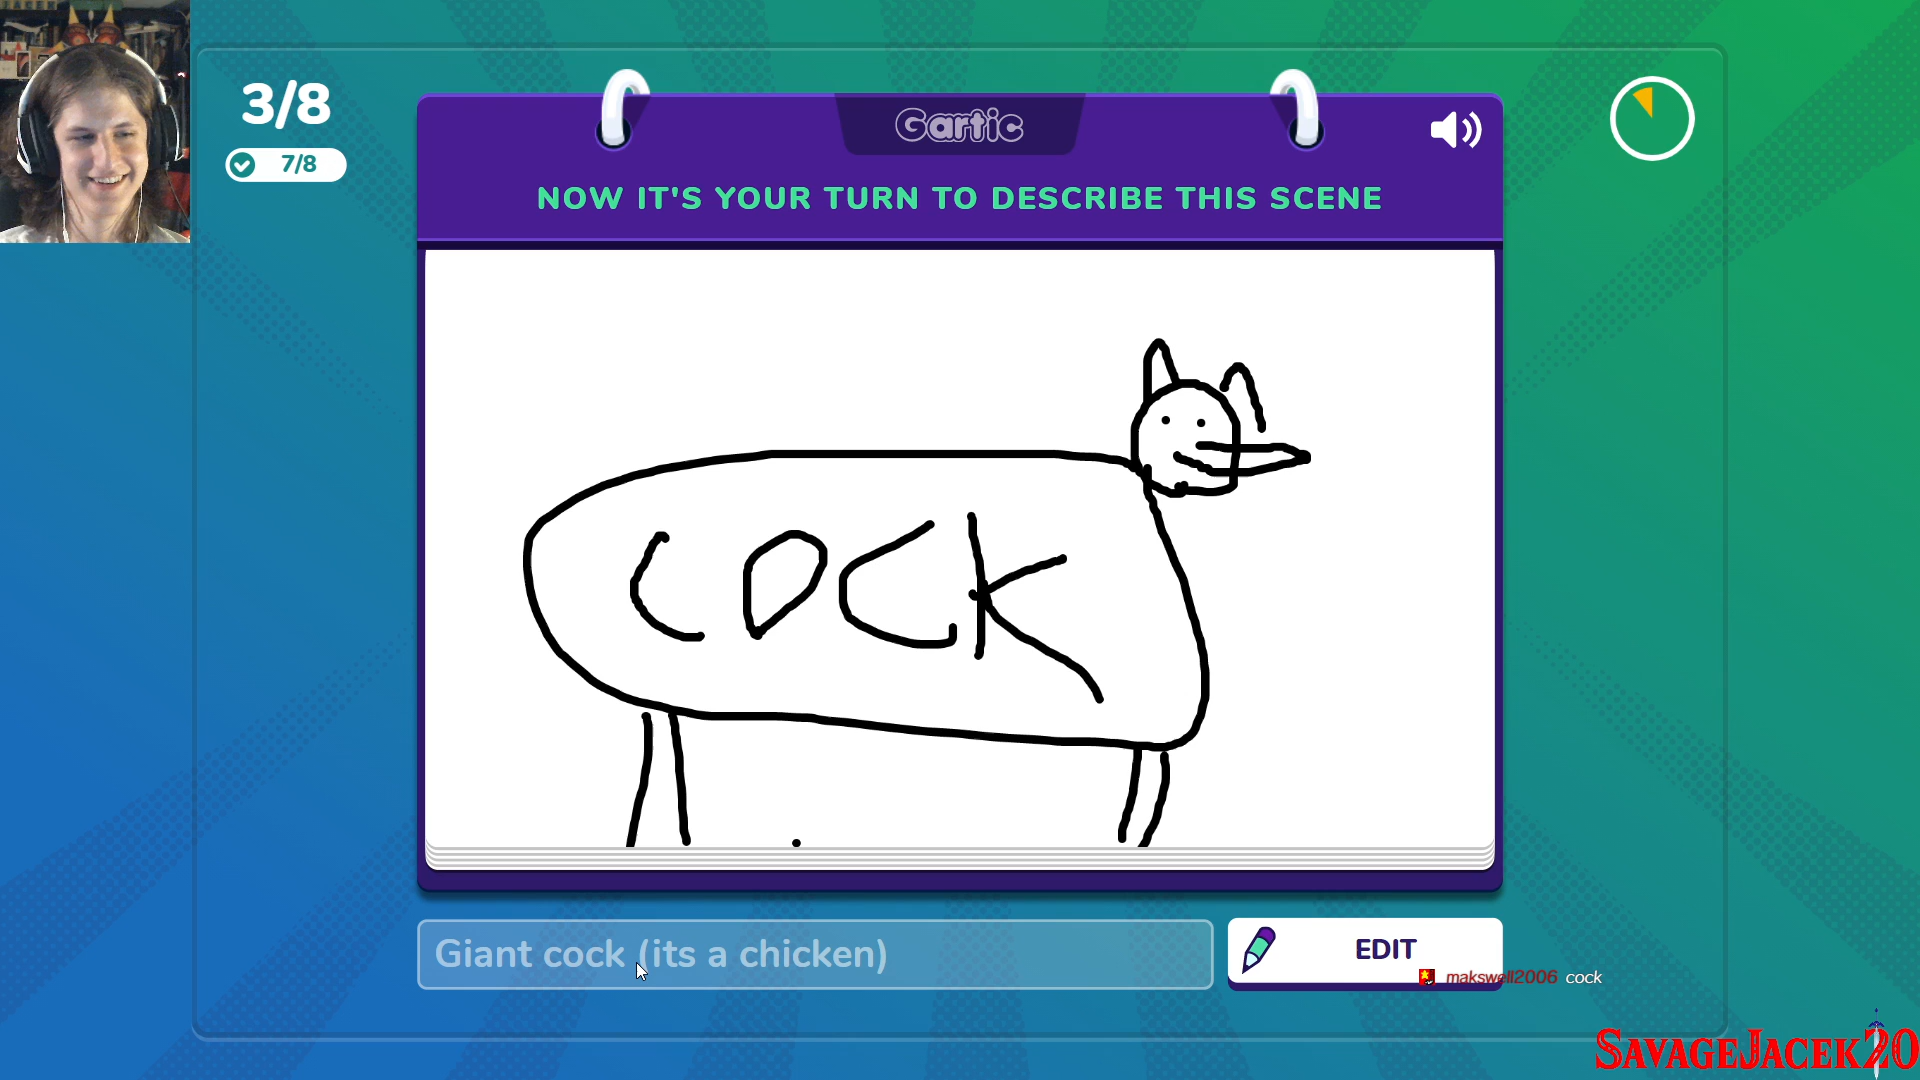 3/8
7/8
Gartic
NOW IT'S YOUR TURN TO DESCRIBE THIS SCENE
COCK
Giant cock (its a chicken)
EDIT
makswell2006 cock
SAVAGEJACEK20